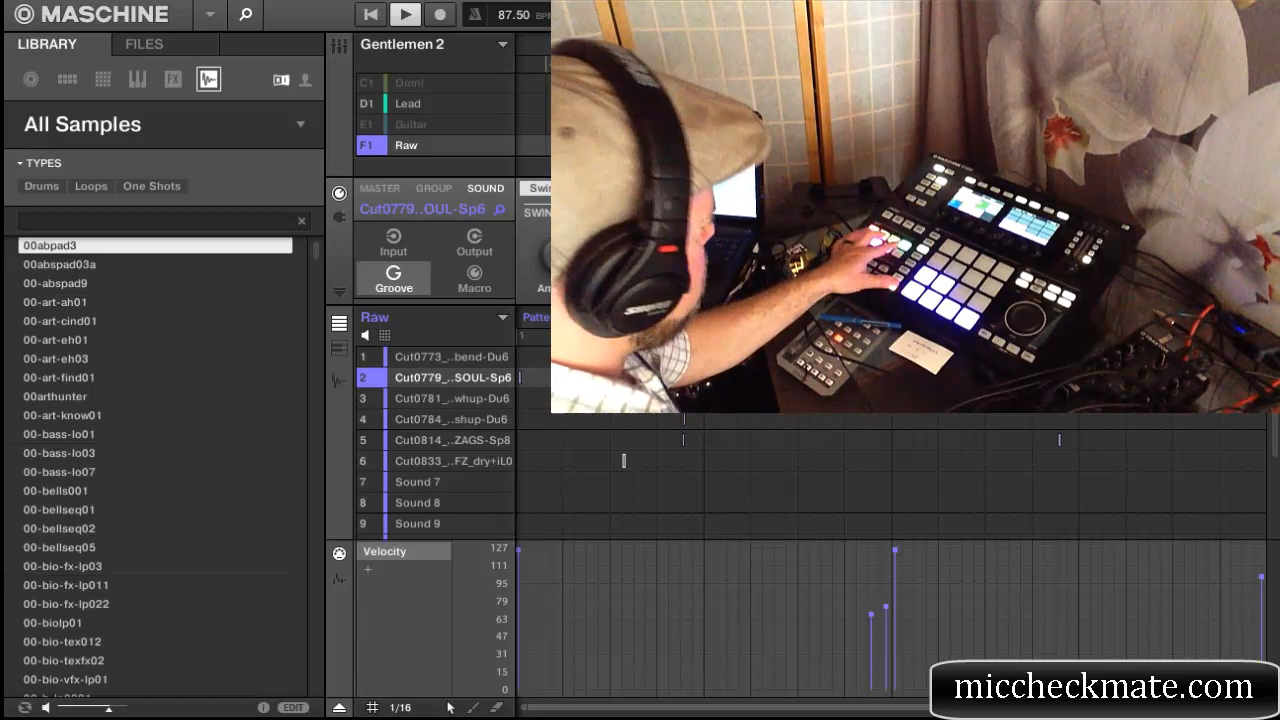 MASCHINE
87.50 BPM
LIBRARY FILES
All Samples
TYPES
Drums Loops One Shots
00abpad3
00abspad03a
00-abspad9
00-art-ah01
00-art-cind01
00-art-eh01
00-art-eh03
00-art-find01
00arthunter
00-art-know01
00-bass-lo01
00-bass-lo03
00-bass-lo07
00-bells001
00-bellseq01
00-bellseq02
00-bellseq05
00-bio-fx-lp03
00-bio-fx-lp011
00-bio-fx-lp022
00-biolp01
00-bio-tex012
00-bio-texfx02
00-bio-vfx-lp01
EDIT
Gentlemen 2
C1 Omni
D1 Lead
E1 Guitar
F1 Raw
MASTER GROUP SOUND
Cut0779...OUL-Sp6
Input Output
G
Groove Macro
Swin
SWIN
Am
Raw
Patte
1
1 Cut0773_..bend-Du6
2 Cut0779_..SOUL-Sp6
3 Cut0781_..whup-Du6
4 Cut0784_..shup-Du6
5 Cut0814_..ZAGS-Sp8
6 Cut0833_..FZ_dry+iL0
7 Sound 7
8 Sound 8
9 Sound 9
Velocity
+
127
111
95
79
63
47
31
15
0
1/16
miccheckmate.com